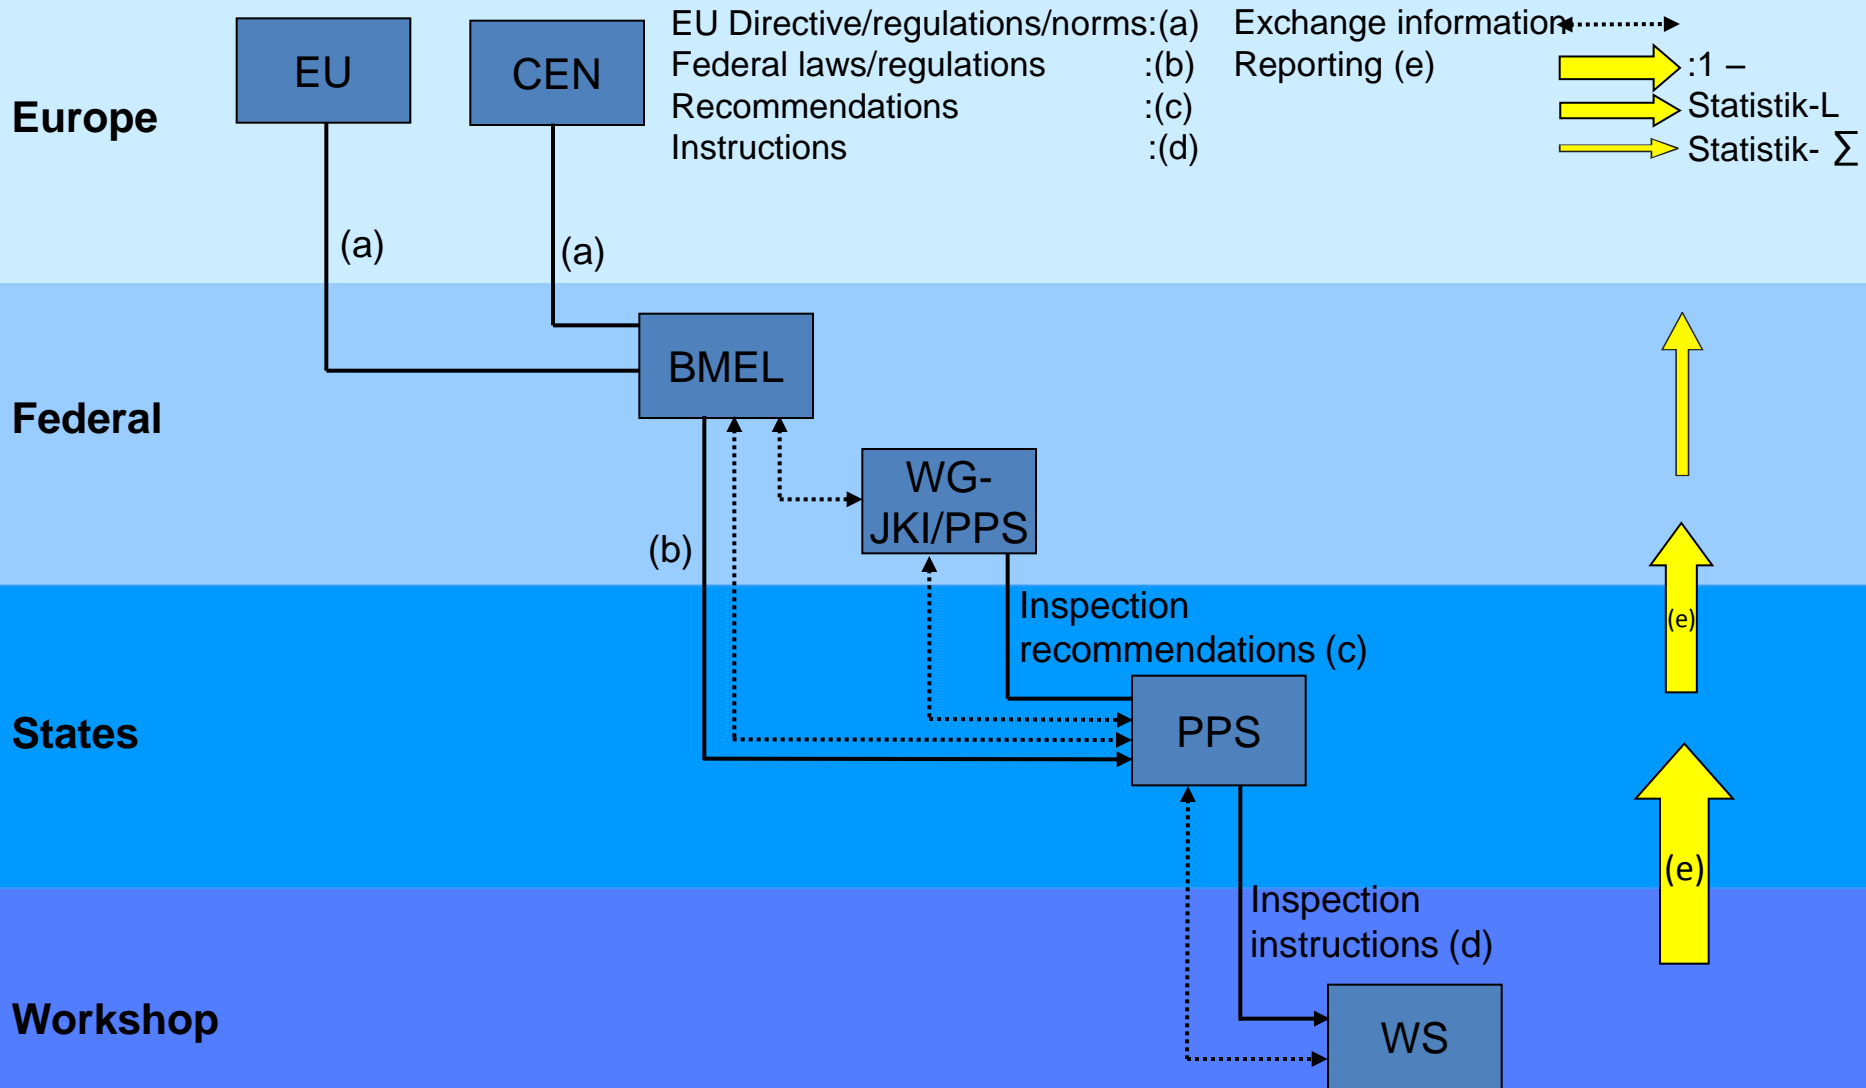 EU
CEN
EU Directive/regulations/norms:(a)
Federal laws/regulations :(b)
Recommendations :(c)
Instructions :(d)
Exchange information
Reporting (e)
:1 –
Statistik-L
Statistik- ∑
Europe
(a)
(a)
BMEL
Federal
WG-
JKI/PPS
(b)
Inspection
recommendations (c)
(e)
States
PPS
(e)
Inspection
instructions (d)
Workshop
WS